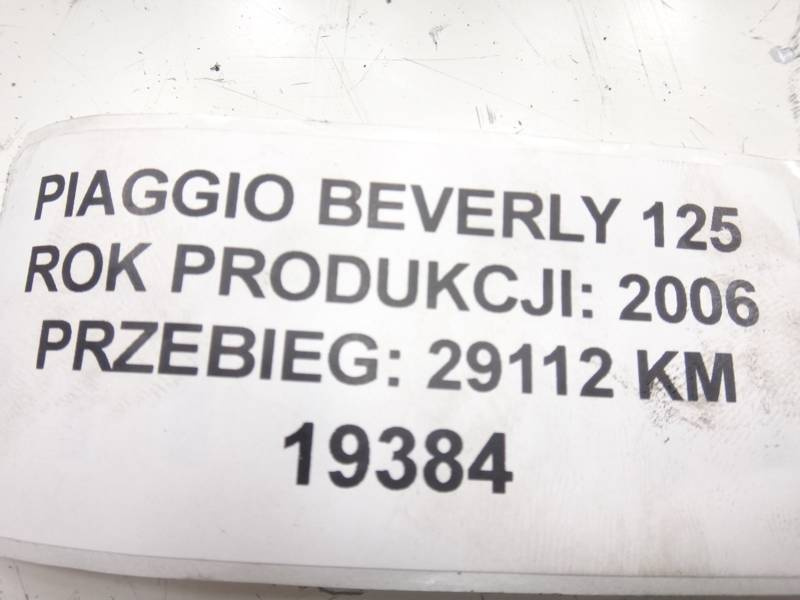 PIAGGIO BEVERLY 125
ROK PRODUKCJI: 2006
PRZEBIEG: 29112 KM
19384